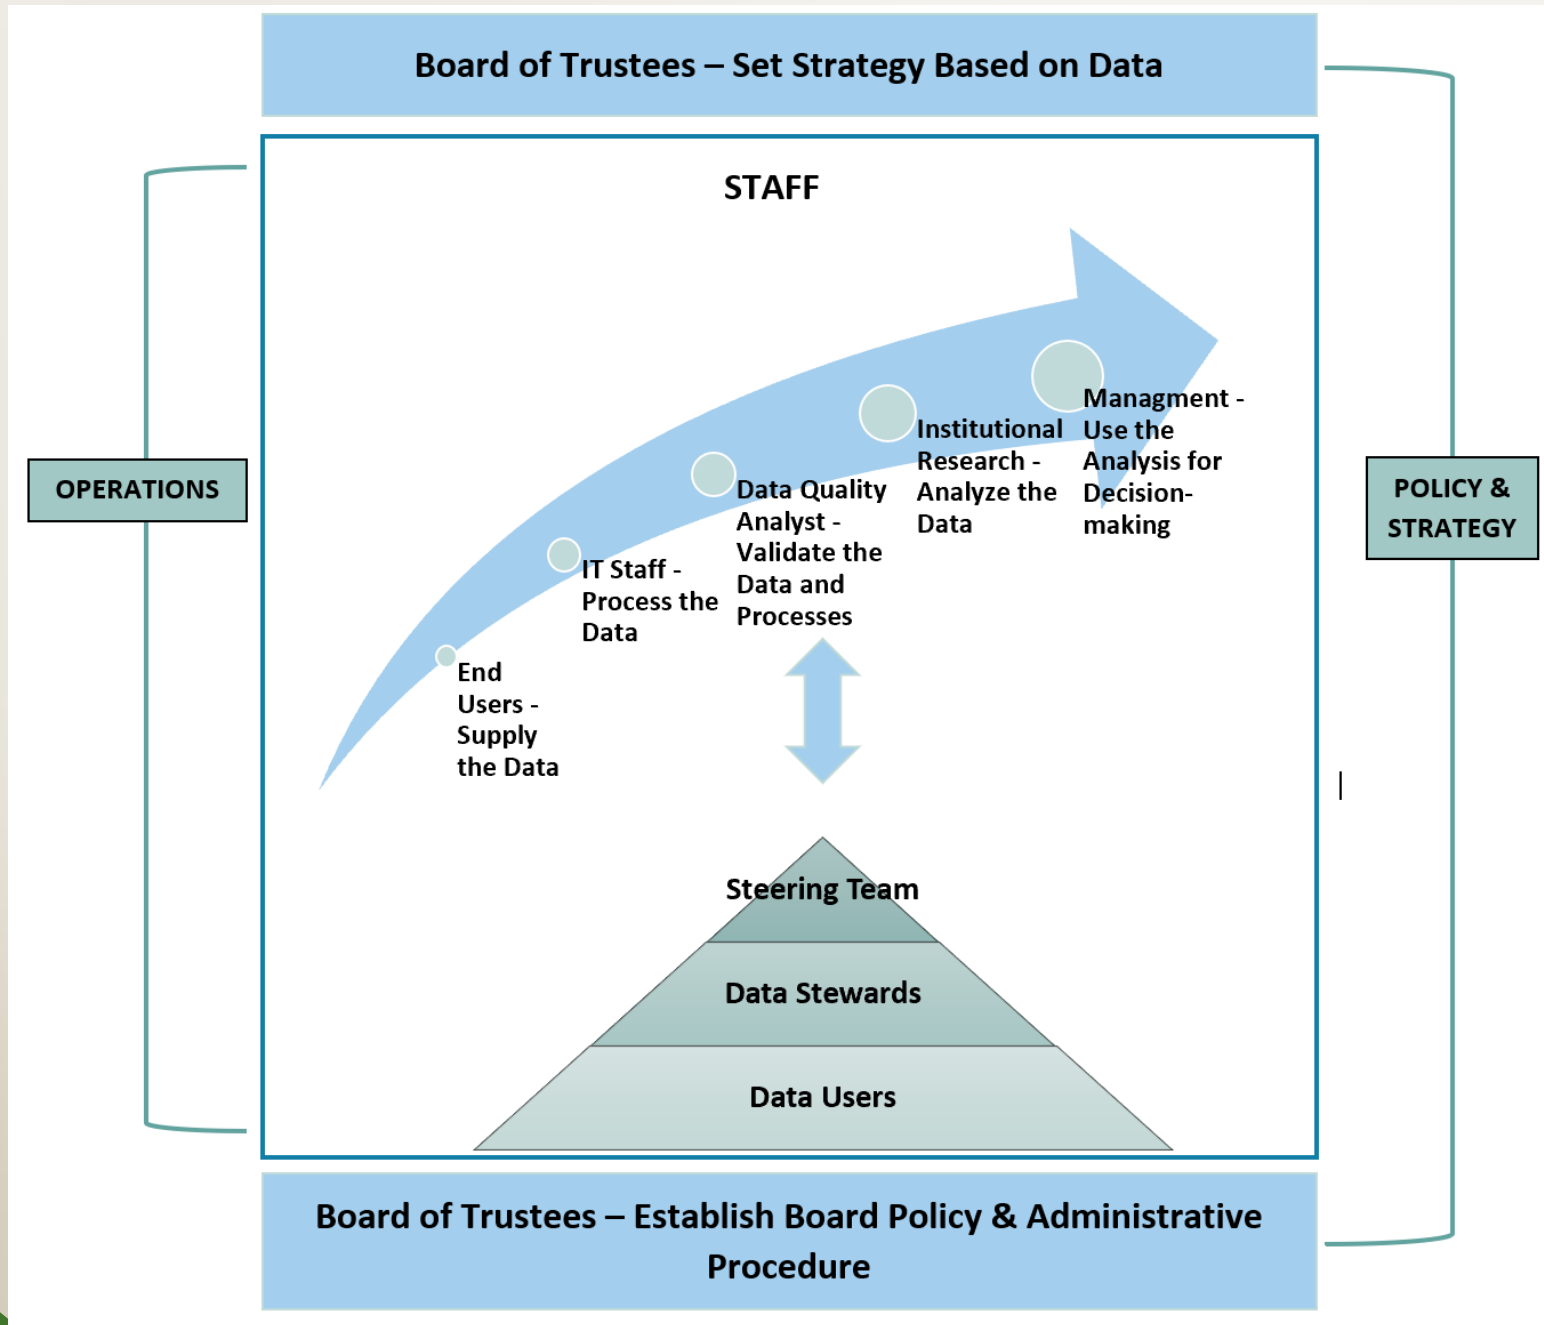 Board of Trustees – Set Strategy Based on Data
STAFF
OPERATIONS
POLICY &
STRATEGY
End
Users -
Supply
the Data
IT Staff -
Process the
Data
Data Quality
Analyst -
Validate the
Data and
Processes
Institutional
Research -
Analyze the
Data
Managment -
Use the
Analysis for
Decision-
making
Steering Team
Data Stewards
Data Users
Board of Trustees – Establish Board Policy & Administrative
Procedure